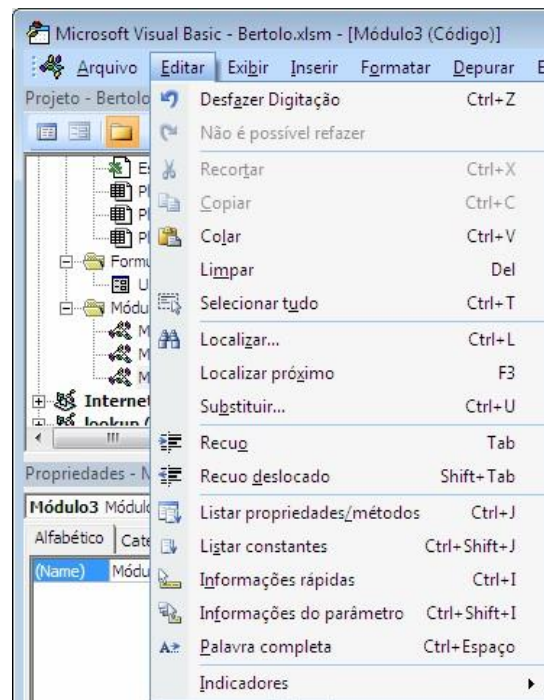 Microsoft Visual Basic - Bertolo.xlsm - [Módulo3 (Código)]
Arquivo Editar Exibir Inserir Formatar Depurar
Projeto - Bertolo
Desfazer Digitação Ctrl+Z
Não é possível refazer
Recortar Ctrl+X
Copiar Ctrl+C
Colar Ctrl+V
Limpar Del
Selecionar tudo Ctrl+T
Localizar... Ctrl+L
Localizar próximo F3
Substituir... Ctrl+U
Internet
lookup (
Recuo Tab
Recuo deslocado Shift+Tab
Propriedades - M
Listar propriedades/métodos Ctrl+J
Módulo3 Módulo
Listar constantes Ctrl+Shift+J
Alfabético Cate
Informações rápidas Ctrl+I
(Name) Módu
Informações do parâmetro Ctrl+Shift+I
Palavra completa Ctrl+Espaço
Indicadores